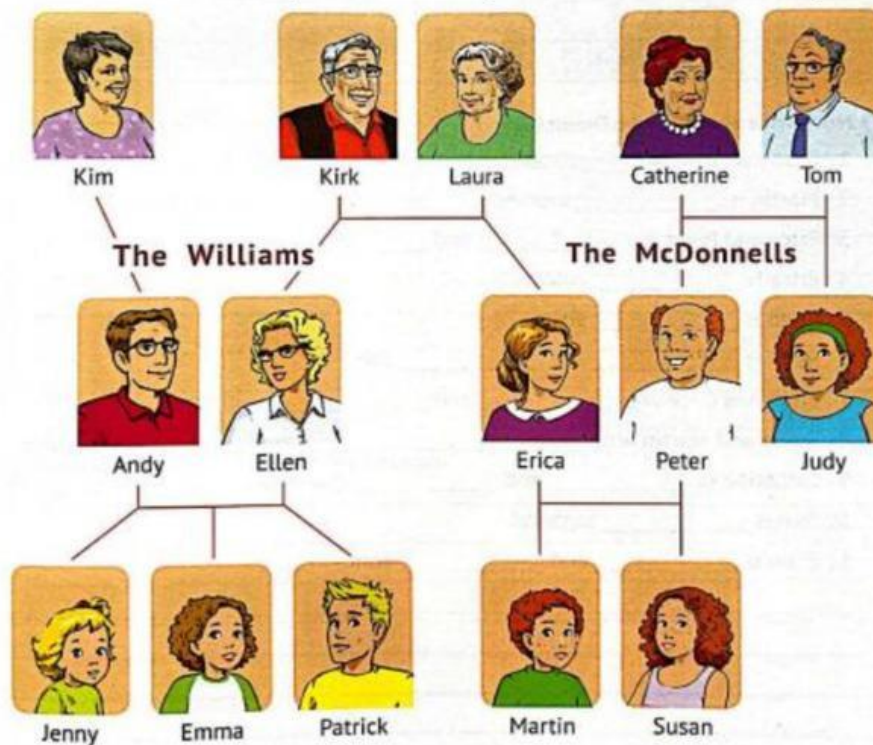 Kim Kirk Laura Catherine Tom
The Williams The McDonnells
Andy Ellen Erica Peter Judy
Jenny Emma Patrick Martin Susan